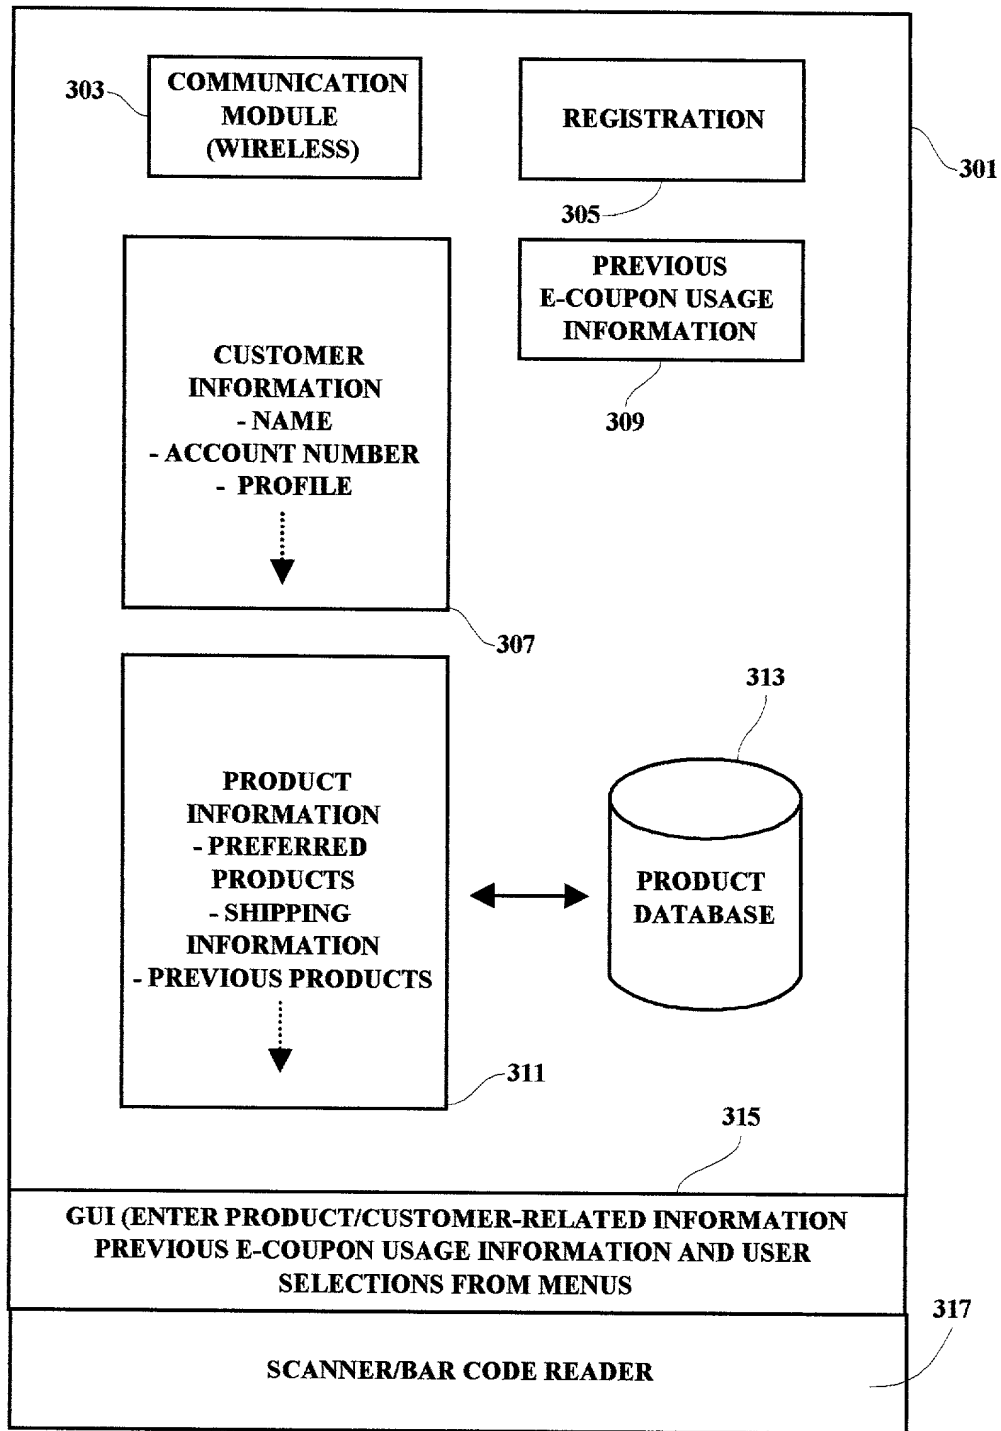 303
COMMUNICATION
MODULE
(WIRELESS)
REGISTRATION
301
305
PREVIOUS
E-COUPON USAGE
INFORMATION
309
CUSTOMER
INFORMATION
- NAME
- ACCOUNT NUMBER
- PROFILE
307
313
PRODUCT
INFORMATION
- PREFERRED
PRODUCTS
- SHIPPING
INFORMATION
- PREVIOUS PRODUCTS
PRODUCT
DATABASE
311
315
GUI (ENTER PRODUCT/CUSTOMER-RELATED INFORMATION
PREVIOUS E-COUPON USAGE INFORMATION AND USER
SELECTIONS FROM MENUS
317
SCANNER/BAR CODE READER